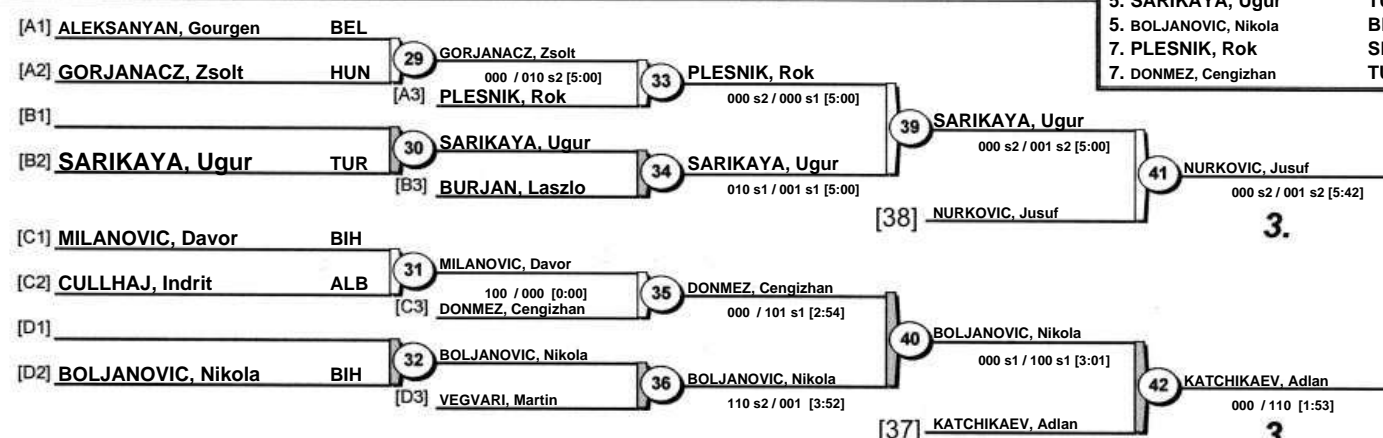 5. SARIKAYA, Ugur
5. BOLJANOVIC, Nikola
7. PLESNIK, Rok
7. DONMEZ, Cengizhan
[A1] ALEKSANYAN, Gourgen BEL
29 GORJANACZ, Zsolt
000 / 010 s2 [5:00]
[A2] GORJANACZ, Zsolt HUN
[A3] PLESNIK, Rok
33 PLESNIK, Rok
000 s2 / 000 s1 [5:00]
[B1]
30 SARIKAYA, Ugur
[B2] SARIKAYA, Ugur TUR
[B3] BURJAN, Laszlo
34 SARIKAYA, Ugur
010 s1 / 001 s1 [5:00]
39 SARIKAYA, Ugur
000 s2 / 001 s2 [5:00]
[38] NURKOVIC, Jusuf
41 NURKOVIC, Jusuf
000 s2 / 001 s2 [5:42]
3.
[C1] MILANOVIC, Davor BIH
31 MILANOVIC, Davor
100 / 000 [0:00]
[C2] CULLHAJ, Indrit ALB
[C3] DONMEZ, Cengizhan
35 DONMEZ, Cengizhan
000 / 101 s1 [2:54]
[D1]
32 BOLJANOVIC, Nikola
[D2] BOLJANOVIC, Nikola BIH
[D3] VEGVARI, Martin
36 BOLJANOVIC, Nikola
110 s2 / 001 [3:52]
40 BOLJANOVIC, Nikola
000 s1 / 100 s1 [3:01]
[37] KATCHIKAEV, Adlan
42 KATCHIKAEV, Adlan
000 / 110 [1:53]
3